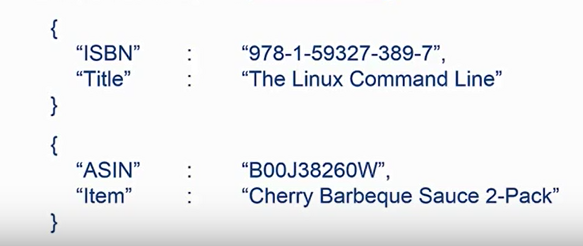 {
“ISBN” : “978-1-59327-389-7”,
“Title” : “The Linux Command Line”
}
{
“ASIN” : “B00J38260W”,
“Item” : “Cherry Barbeque Sauce 2-Pack”
}